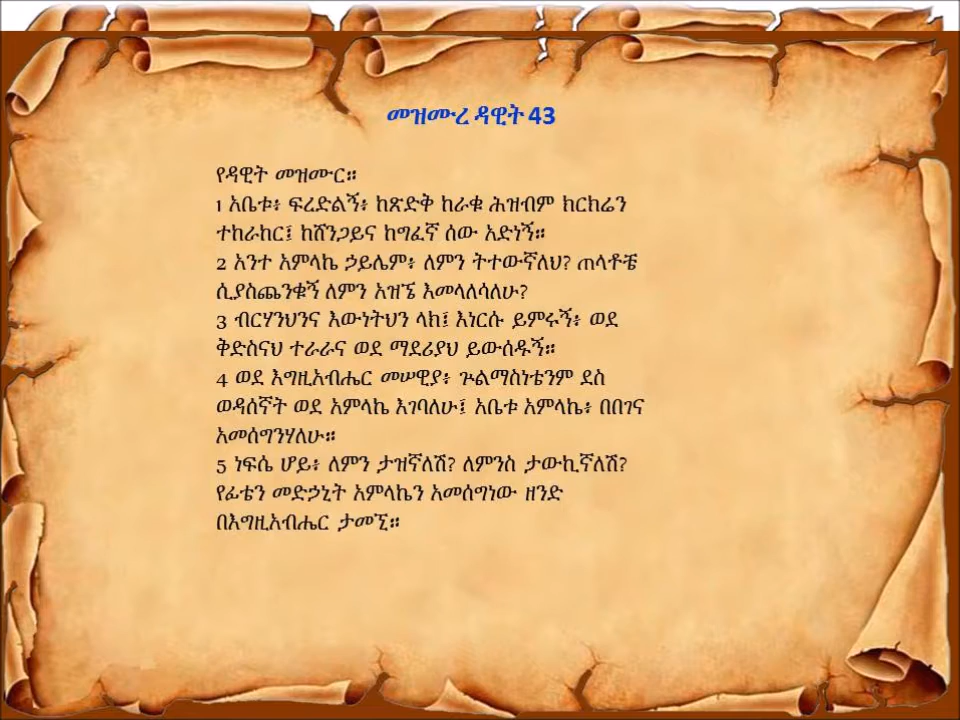 መዝሙረ ዳዊት 43
የዳዊት መዝሙር።
1 አቤቱ፥ ፍረድልኝ፥ ከጽድቅ ከራቁ ሕዝብም ክርክሬን
ተከራከር፤ ከሸንጋይና ከግፈኛ ሰው አድነኝ።
2 አንተ አምላኬ ኃይሌም፥ ለምን ትተውኛለህ? ጠላቶቼ
ሲያስጨንቁኝ ለምን አዝኜ እመላለሳለሁ?
3 ብርሃንህንና እውነትህን ላክ፤ እነርሱ ይምሩኝ፥ ወደ
ቅድስናህ ተራራና ወደ ማደሪያህ ይውሰዱኝ።
4 ወደ እግዚአብሔር መሠዊያ፥ ጕልማስነቴንም ደስ
ወዳሰኛት ወደ አምላኬ እገባለሁ፤ አቤቱ አምላኬ፥ በበገና
አመሰግንሃለሁ።
5 ነፍሴ ሆይ፥ ለምን ታዝኛለሽ? ለምንስ ታውኪኛለሽ?
የፊቴን መድኃኒት አምላኬን አመሰግነው ዘንድ
በእግዚአብሔር ታመኚ።